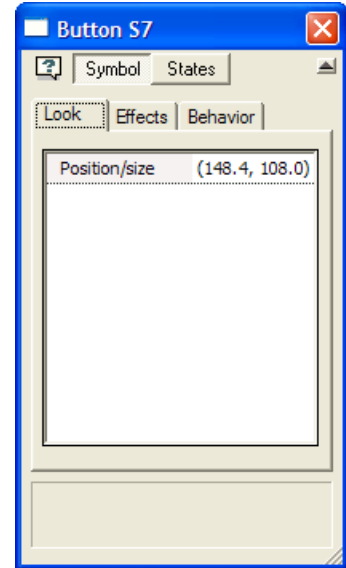 Button S7
Symbol States
Look Effects Behavior
Position/size (148.4, 108.0)